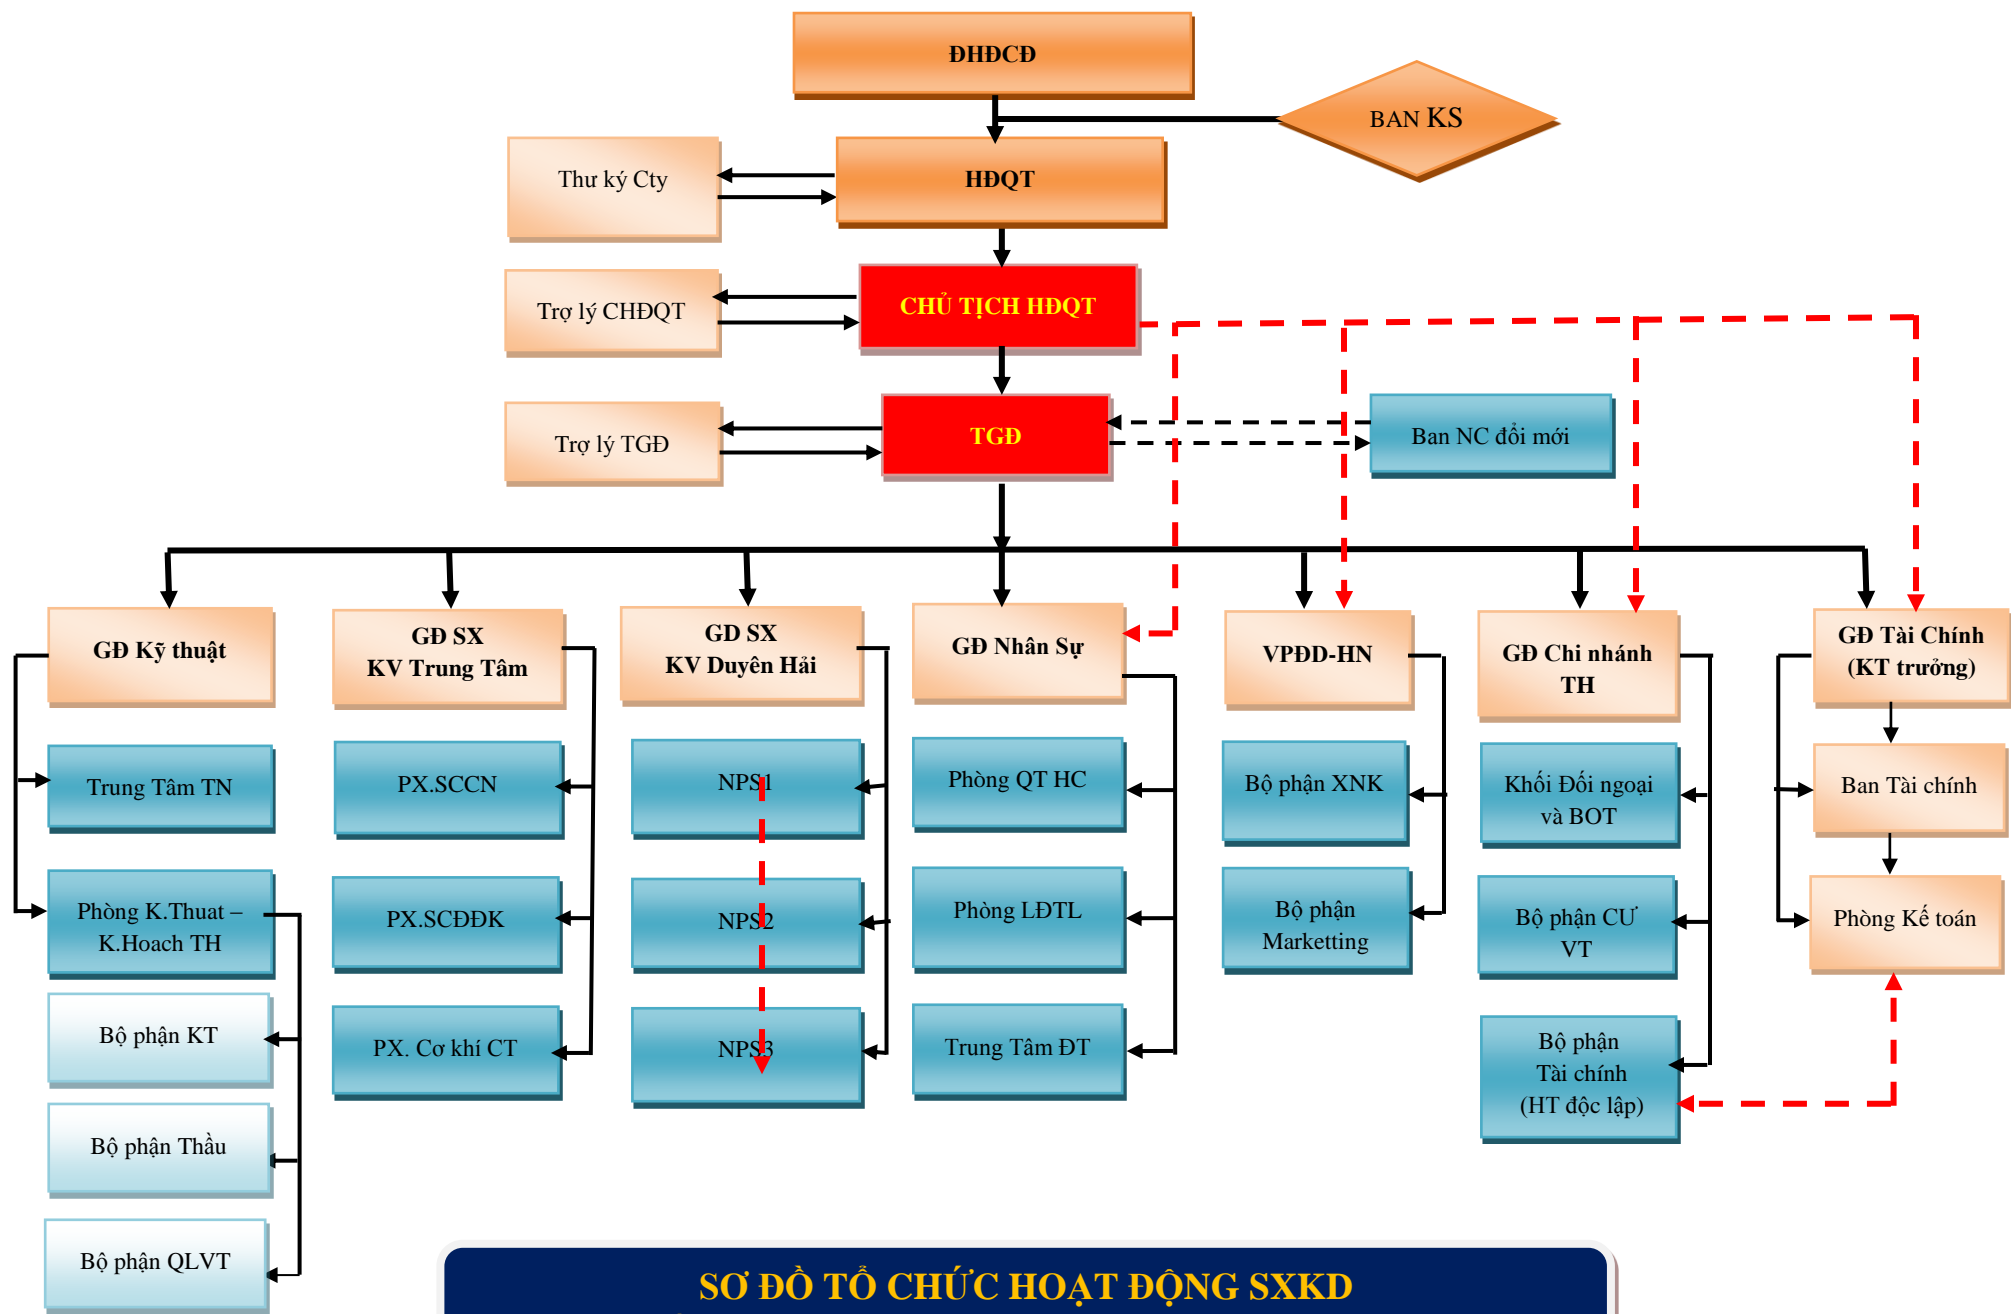 ĐHĐCĐ
BAN KS
Thư ký Cty
HĐQT
Trợ lý CHĐQT
CHỦ TỊCH HĐQT
Trợ lý TGĐ
TGĐ
Ban NC đổi mới
GĐ Kỹ thuật
GĐ SX
KV Trung Tâm
GD SX
KV Duyên Hải
GĐ Nhân Sự
VPĐD-HN
GĐ Chi nhánh
TH
GĐ Tài Chính
(KT trưởng)
Trung Tâm TN
PX.SCCN
NPS1
Phòng QT HC
Bộ phận XNK
Khối Đối ngoại
và BOT
Ban Tài chính
Phòng K.Thuat –
K.Hoach TH
PX.SCĐĐK
NPS2
Phòng LĐTL
Bộ phận
Marketting
Bộ phận CƯ
VT
Phòng Kế toán
Bộ phận KT
PX. Cơ khí CT
NPS3
Trung Tâm ĐT
Bộ phận
Tài chính
(HT độc lập)
Bộ phận Thầu
Bộ phận QLVT
SƠ ĐỒ TỔ CHỨC HOẠT ĐỘNG SXKD